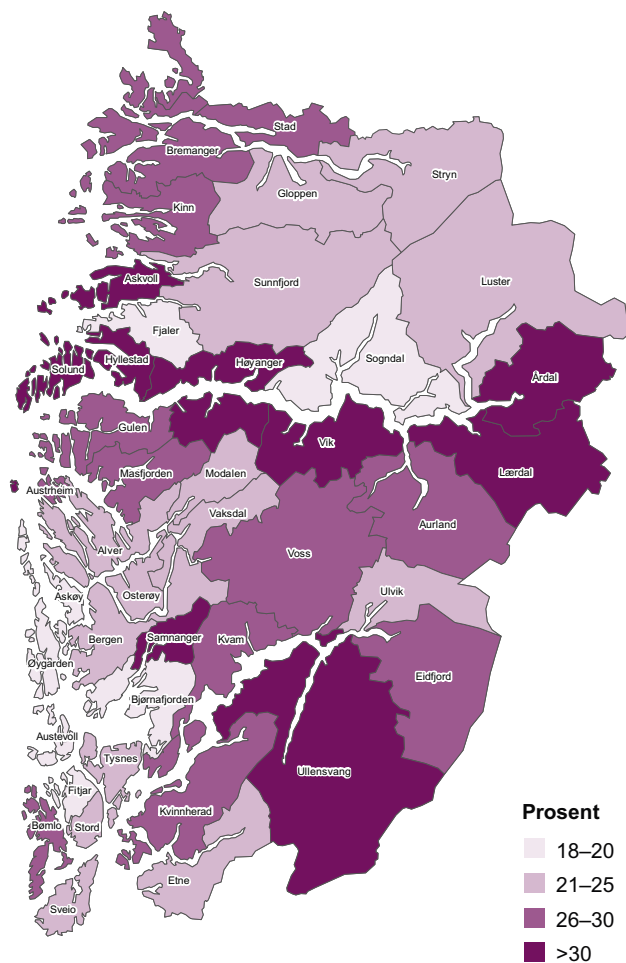 Stad
Bremanger
Stryn
Gloppen
Kinn
Askvoll
Sunnfjord
Luster
Fjaler
Hyllestad
Høyanger
Sogndal
Solund
Årdal
Gulen
Vik
Masfjorden
Modalen
Lærdal
Austrheim
Vaksdal
Aurland
Alver
Voss
Askøy
Osterøy
Ulvik
Bergen
Samnanger
Kvam
Øygarden
Eidfjord
Bjørnafjorden
Austevoll
Tysnes
Ullensvang
Fitjar
Kvinnherad
Bømlo
Stord
Etne
Sveio
Prosent
18–20
21–25
26–30
>30